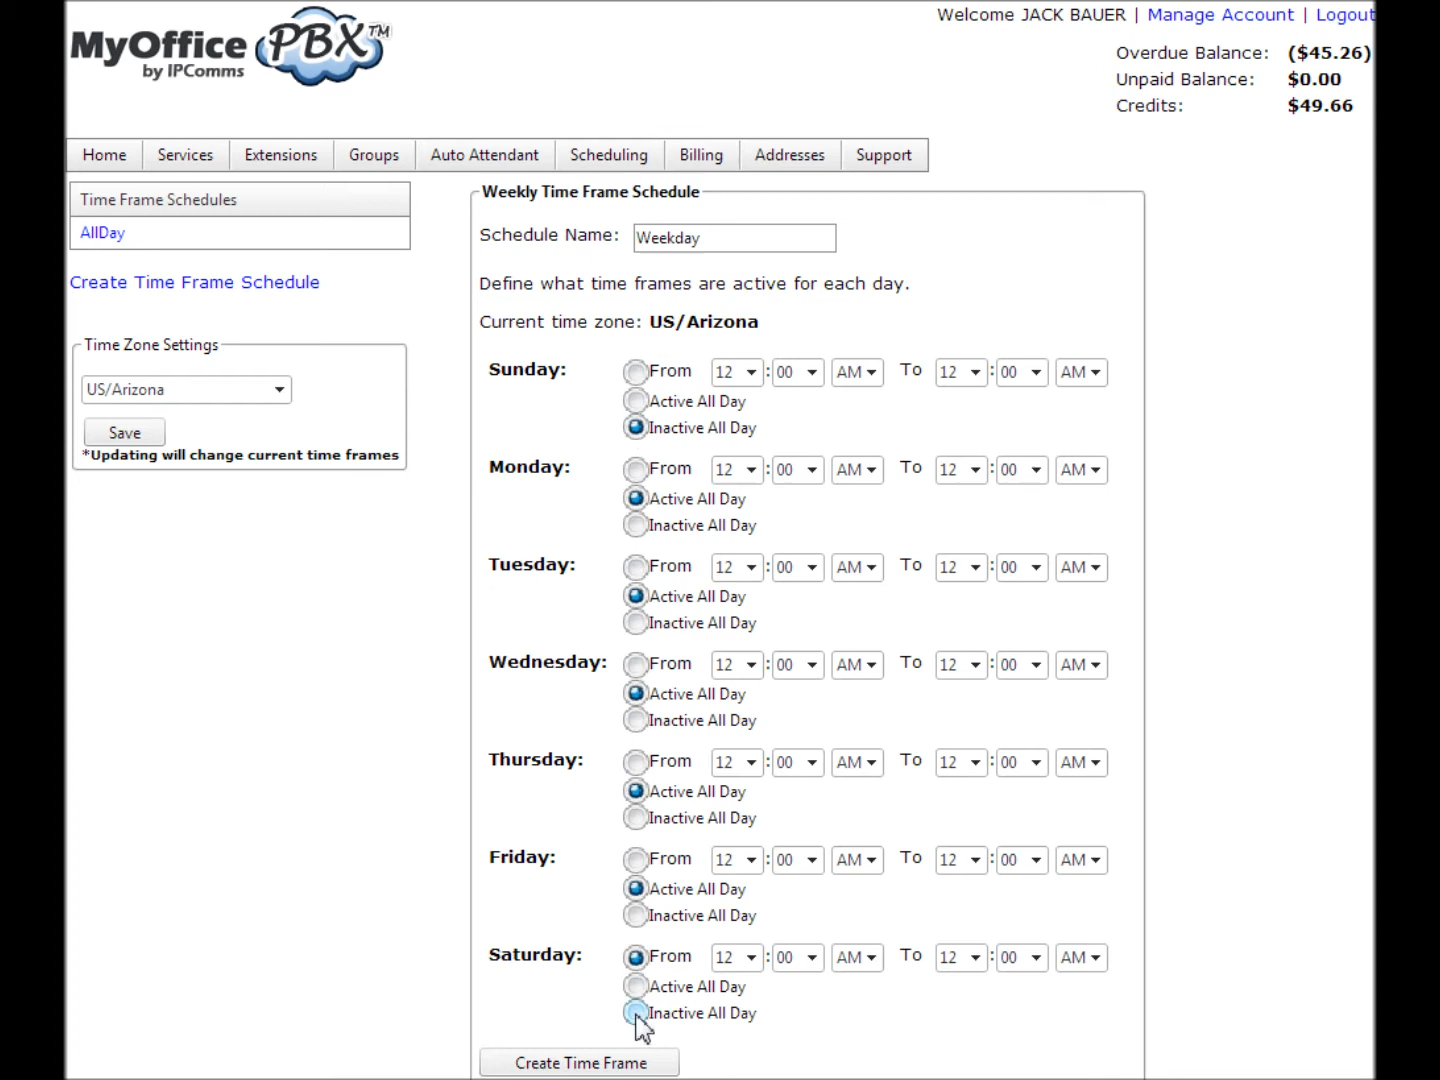 MyOffice PBX™
by IPComms
Welcome JACK BAUER | Manage Account | Logout
Overdue Balance: ($45.26)
Unpaid Balance: $0.00
Credits: $49.66
Home Services Extensions Groups Auto Attendant Scheduling Billing Addresses Support
Time Frame Schedules
AllDay
Create Time Frame Schedule
Time Zone Settings
US/Arizona
Save
*Updating will change current time frames
Weekly Time Frame Schedule
Schedule Name: Weekday
Define what time frames are active for each day.
Current time zone: US/Arizona
Sunday: From 12 : 00 AM To 12 : 00 AM
Active All Day
Inactive All Day
Monday: From 12 : 00 AM To 12 : 00 AM
Active All Day
Inactive All Day
Tuesday: From 12 : 00 AM To 12 : 00 AM
Active All Day
Inactive All Day
Wednesday: From 12 : 00 AM To 12 : 00 AM
Active All Day
Inactive All Day
Thursday: From 12 : 00 AM To 12 : 00 AM
Active All Day
Inactive All Day
Friday: From 12 : 00 AM To 12 : 00 AM
Active All Day
Inactive All Day
Saturday: From 12 : 00 AM To 12 : 00 AM
Active All Day
Inactive All Day
Create Time Frame